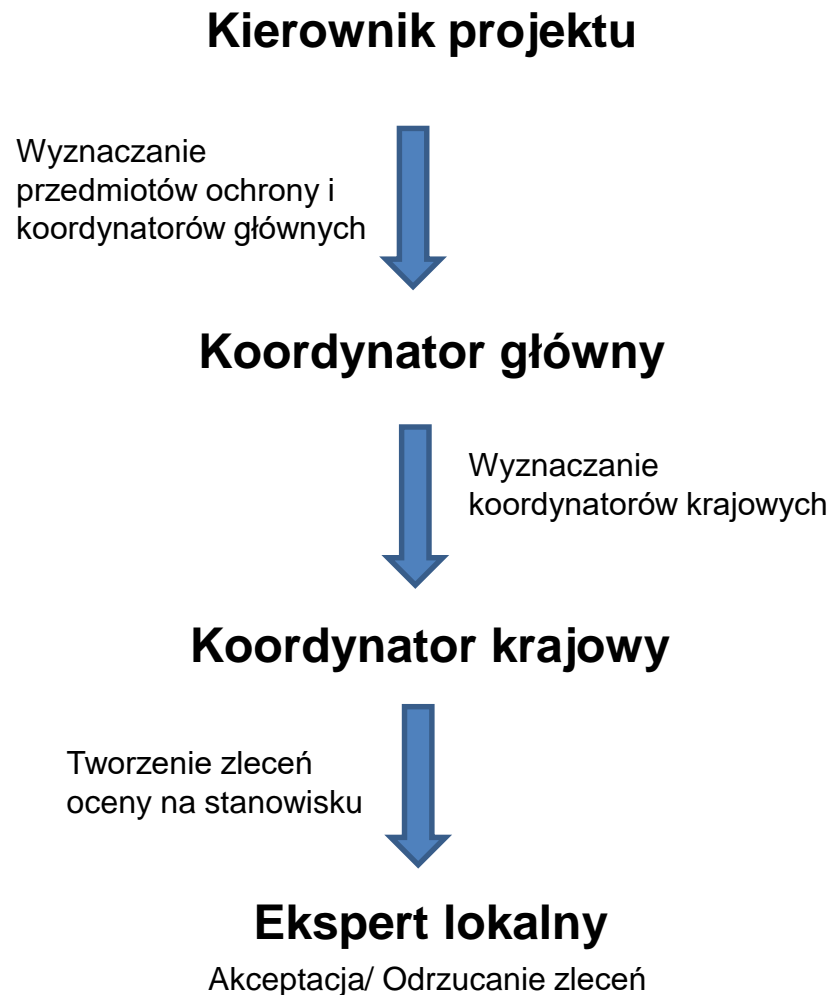 Kierownik projektu
Wyznaczanie
przedmiotów ochrony i
koordynatorów głównych
Koordynator główny
Wyznaczanie
koordynatorów krajowych
Koordynator krajowy
Tworzenie zleceń
oceny na stanowisku
Ekspert lokalny
Akceptacja/ Odrzucanie zleceń